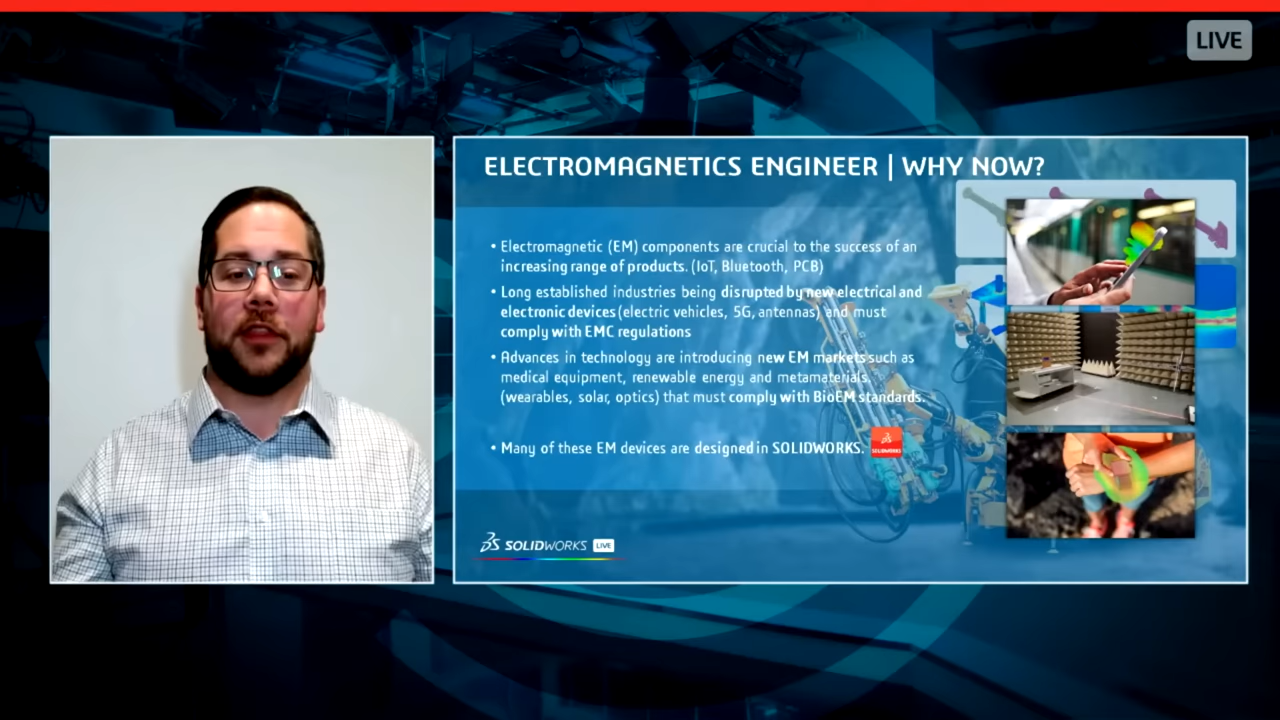 LIVE
ELECTROMAGNETICS ENGINEER | WHY NOW?
• Electromagnetic (EM) components are crucial to the success of an
increasing range of products. (IoT, Bluetooth, PCB)
• Long established industries being disrupted by new electrical and
electronic devices (electric vehicles, 5G, antennas) and must
comply with EMC regulations
• Advances in technology are introducing new EM markets such as
medical equipment, renewable energy and metamaterials.
(wearables, solar, optics) that must comply with BioEM standards.
• Many of these EM devices are designed in SOLIDWORKS.
SOLIDWORKS
SOLIDWORKS LIVE